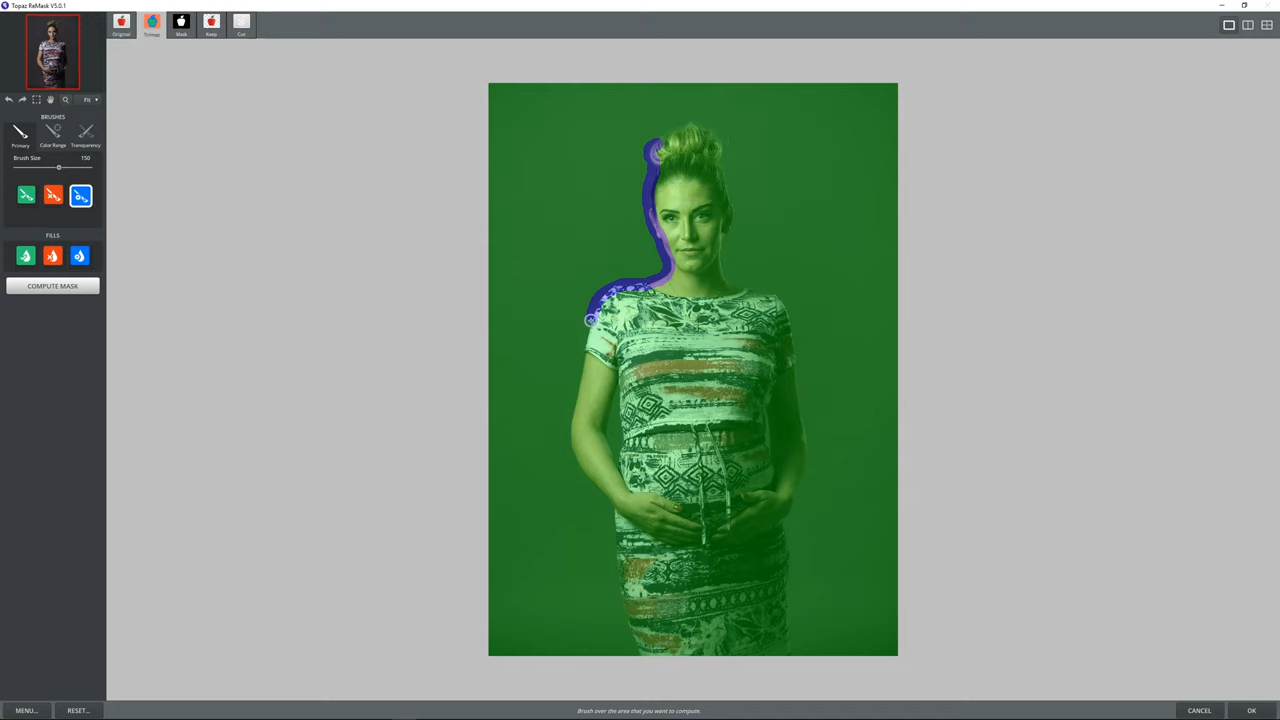 Topaz ReMask V5.0.1
Original
Trimap
Mask
Keep
Cut
Fit
BRUSHES
Primary
Color Range
Transparency
Brush Size 150
FILLS
COMPUTE MASK
MENU...
RESET...
Brush over the area that you want to compute.
CANCEL
OK